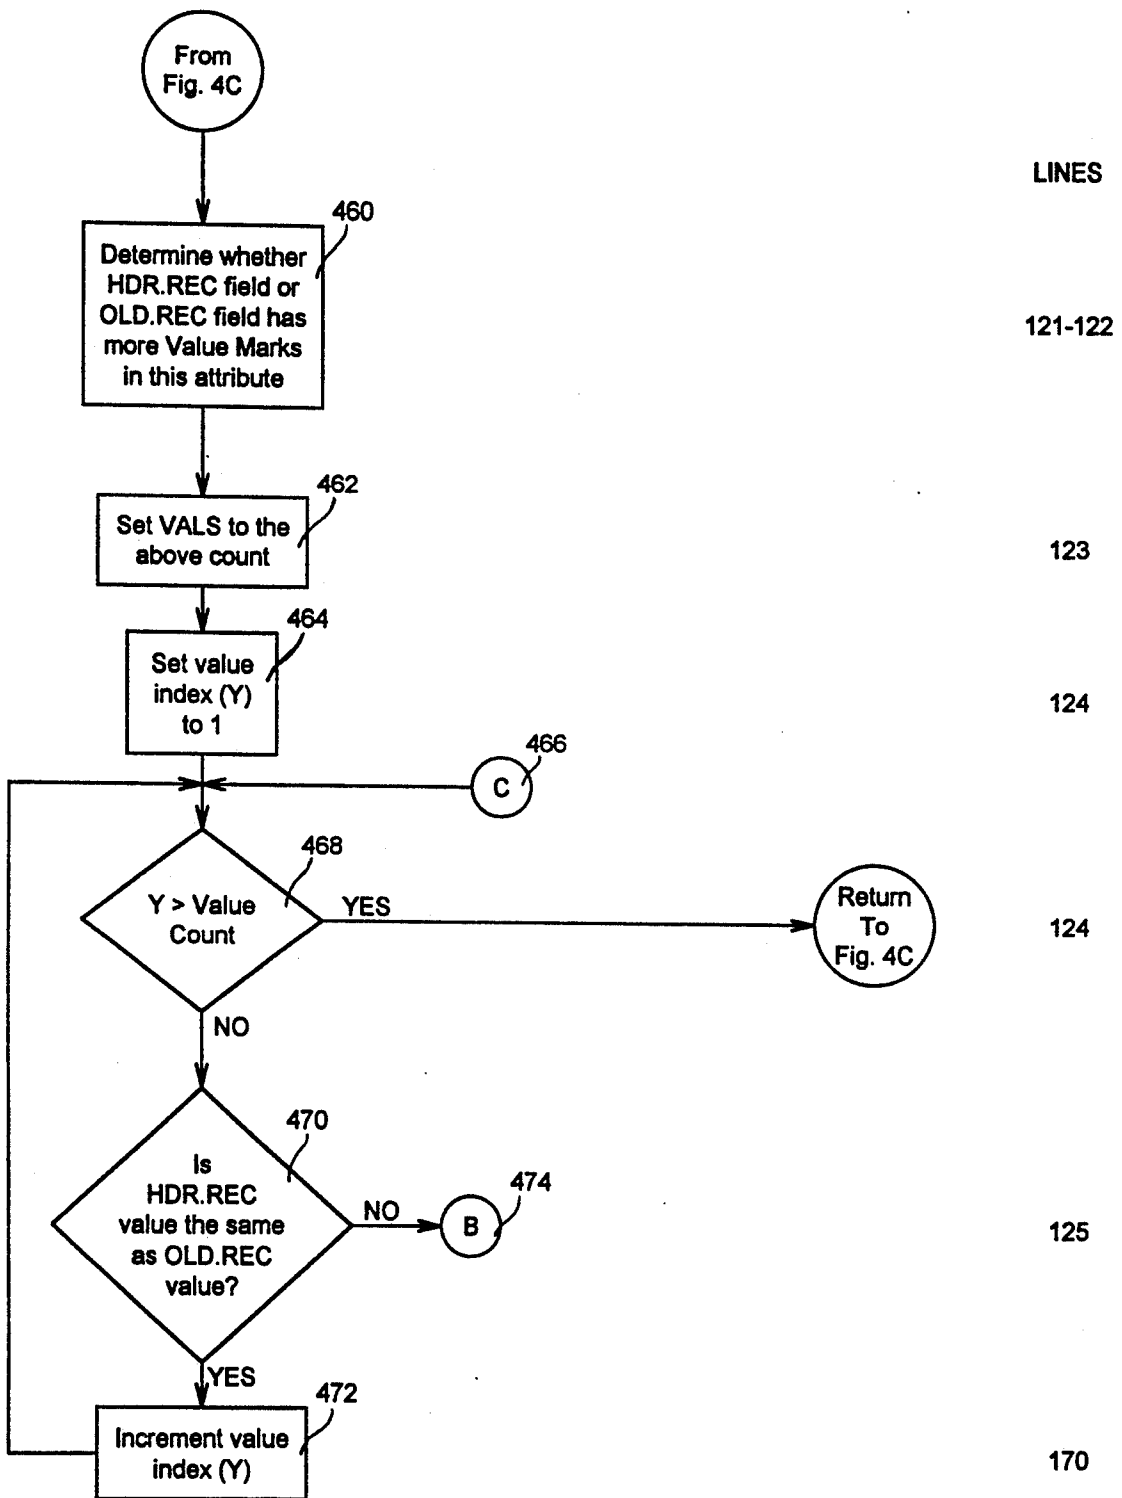 From
Fig. 4C
LINES
460
Determine whether
HDR.REC field or
OLD.REC field has
more Value Marks
in this attribute
121-122
462
Set VALS to the
above count
123
464
Set value
index (Y)
to 1
124
466
C
468
Y > Value
Count
YES
Return
To
Fig. 4C
124
NO
470
Is
HDR.REC
value the same
as OLD.REC
value?
NO
B
474
125
YES
472
Increment value
index (Y)
170